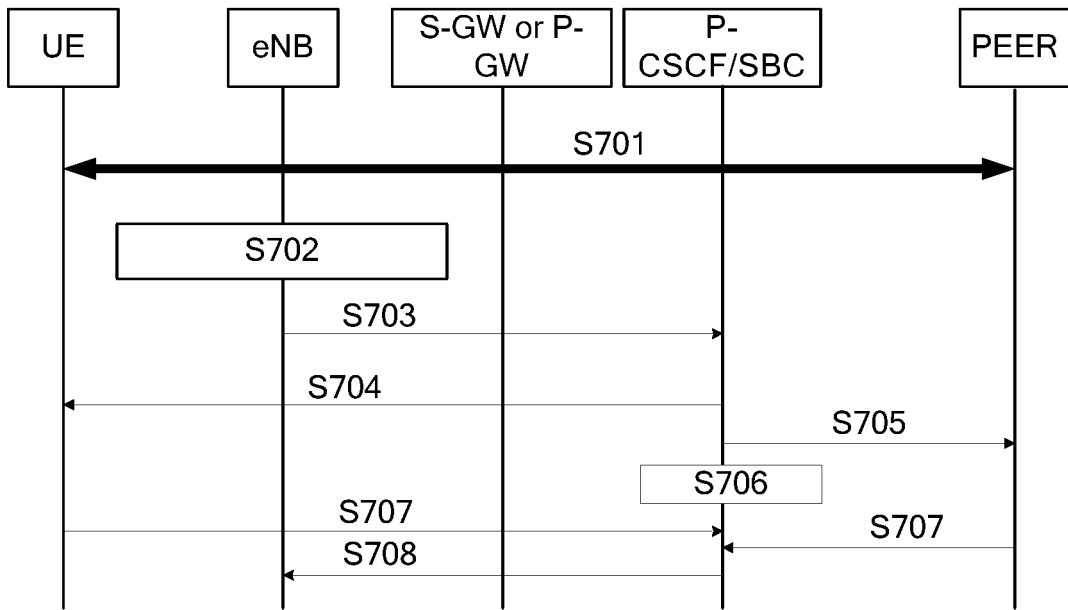 UE
eNB
S-GW or P-
GW
P-
CSCF/SBC
PEER
S701
S702
S703
S704
S705
S706
S707
S707
S708